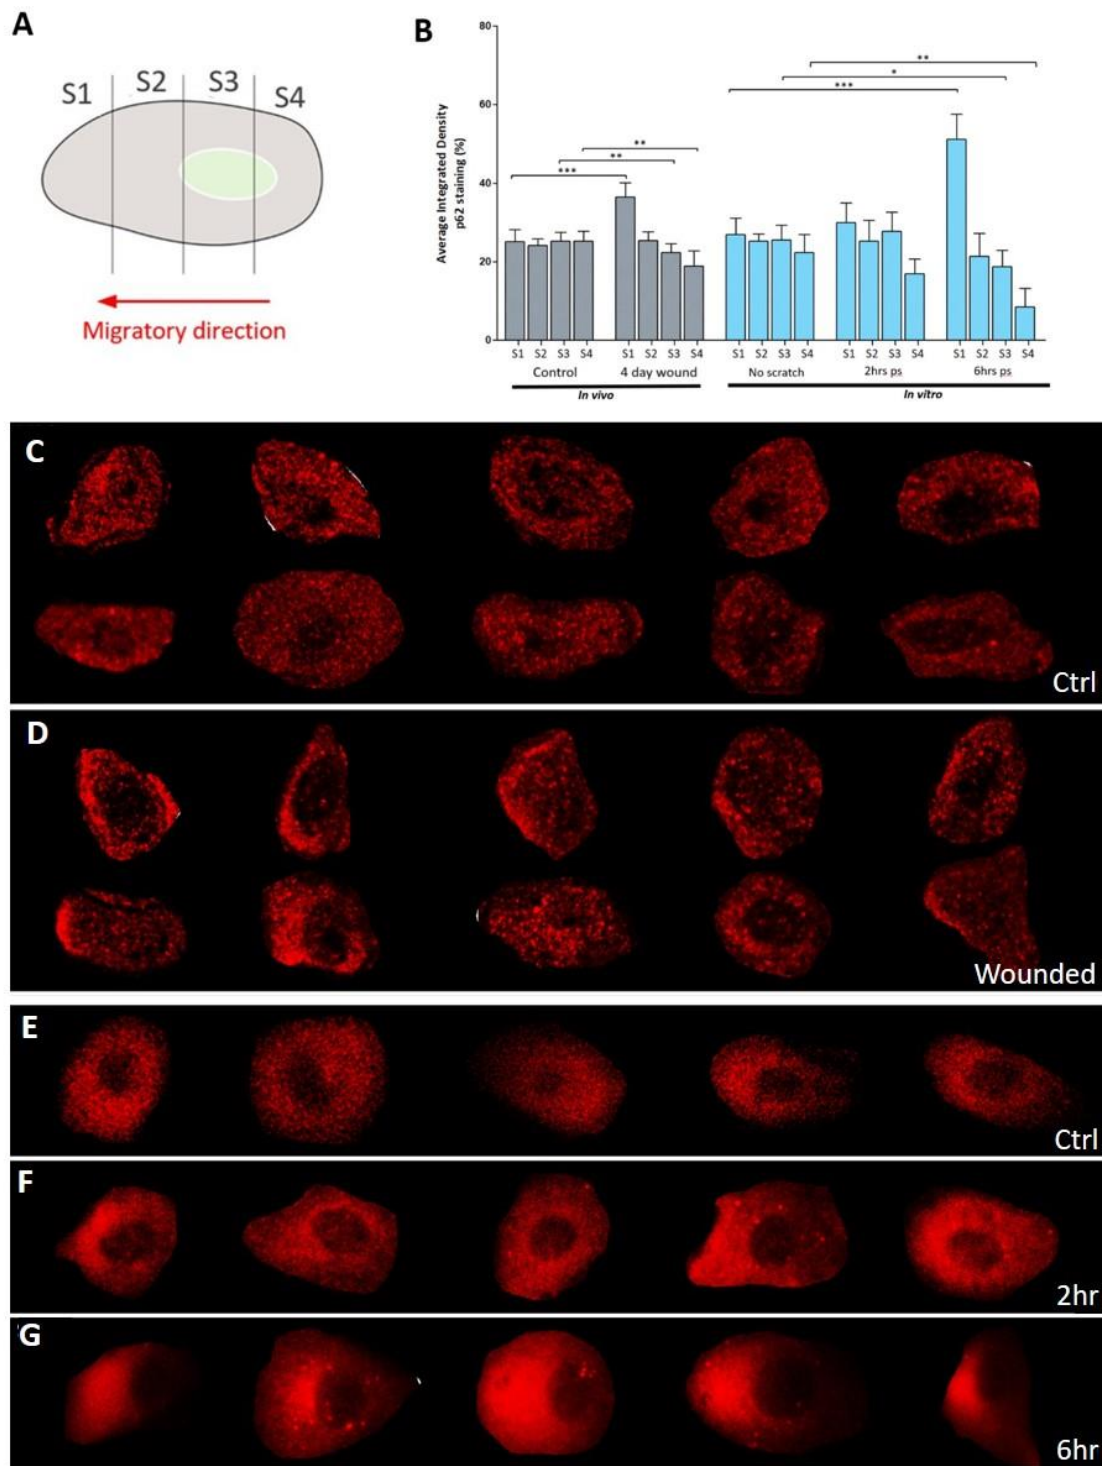 A
S1 S2 S3 S4
Migratory direction
B
Average Integrated Density
p62 staining (%)
80
60
40
20
0
***
**
**
***
*
**
S1 S2 S3 S4 S1 S2 S3 S4 S1 S2 S3 S4 S1 S2 S3 S4 S1 S2 S3 S4
Control 4 day wound No scratch 2hrs ps 6hrs ps
In vivo In vitro
C
Ctrl
D
Wounded
E
Ctrl
F
2hr
G
6hr